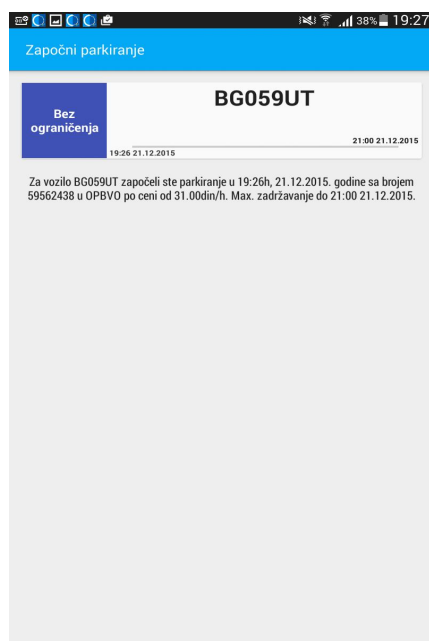 38% 19:27
Započni parkiranje
BG059UT
Bez
ograničenja
21:00 21.12.2015
19:26 21.12.2015
Za vozilo BG059UT započeli ste parkiranje u 19:26h, 21.12.2015. godine sa brojem
59562438 u OPBVO po ceni od 31.00din/h. Max. zadržavanje do 21:00 21.12.2015.